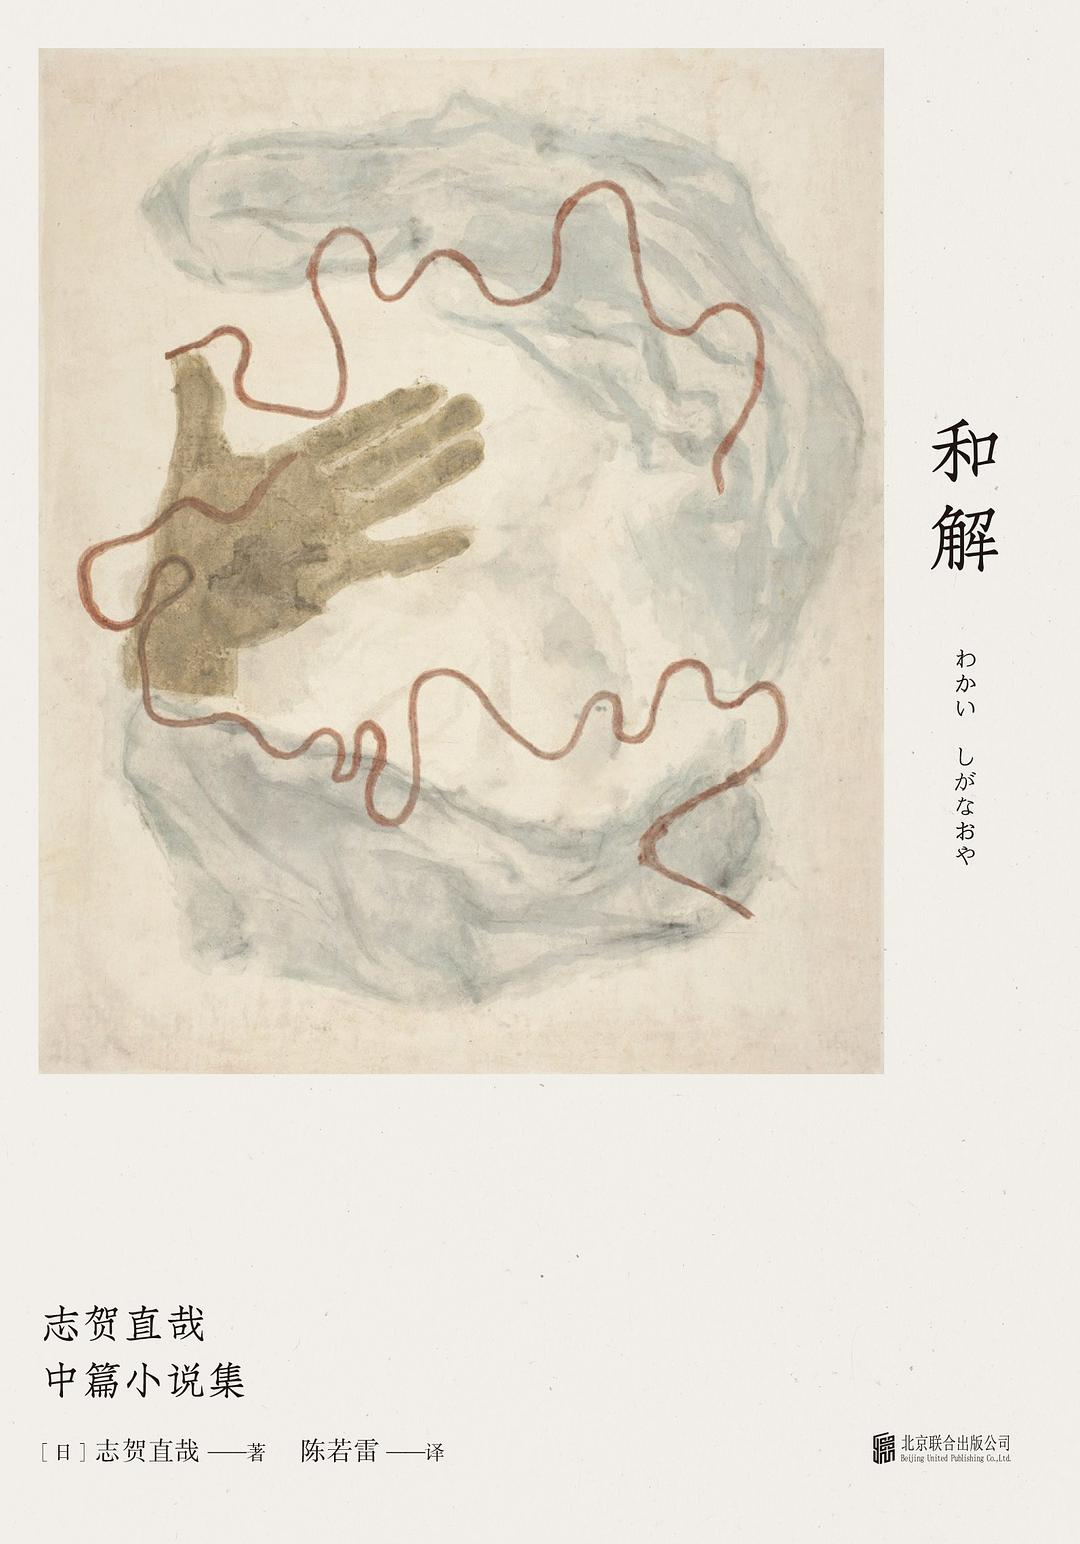 和解
わかい しがなおや
志贺直哉
中篇小说集
[日]志贺直哉——著 陈若雷——译
北京联合出版公司
Beijing United Publishing Co.,Ltd.